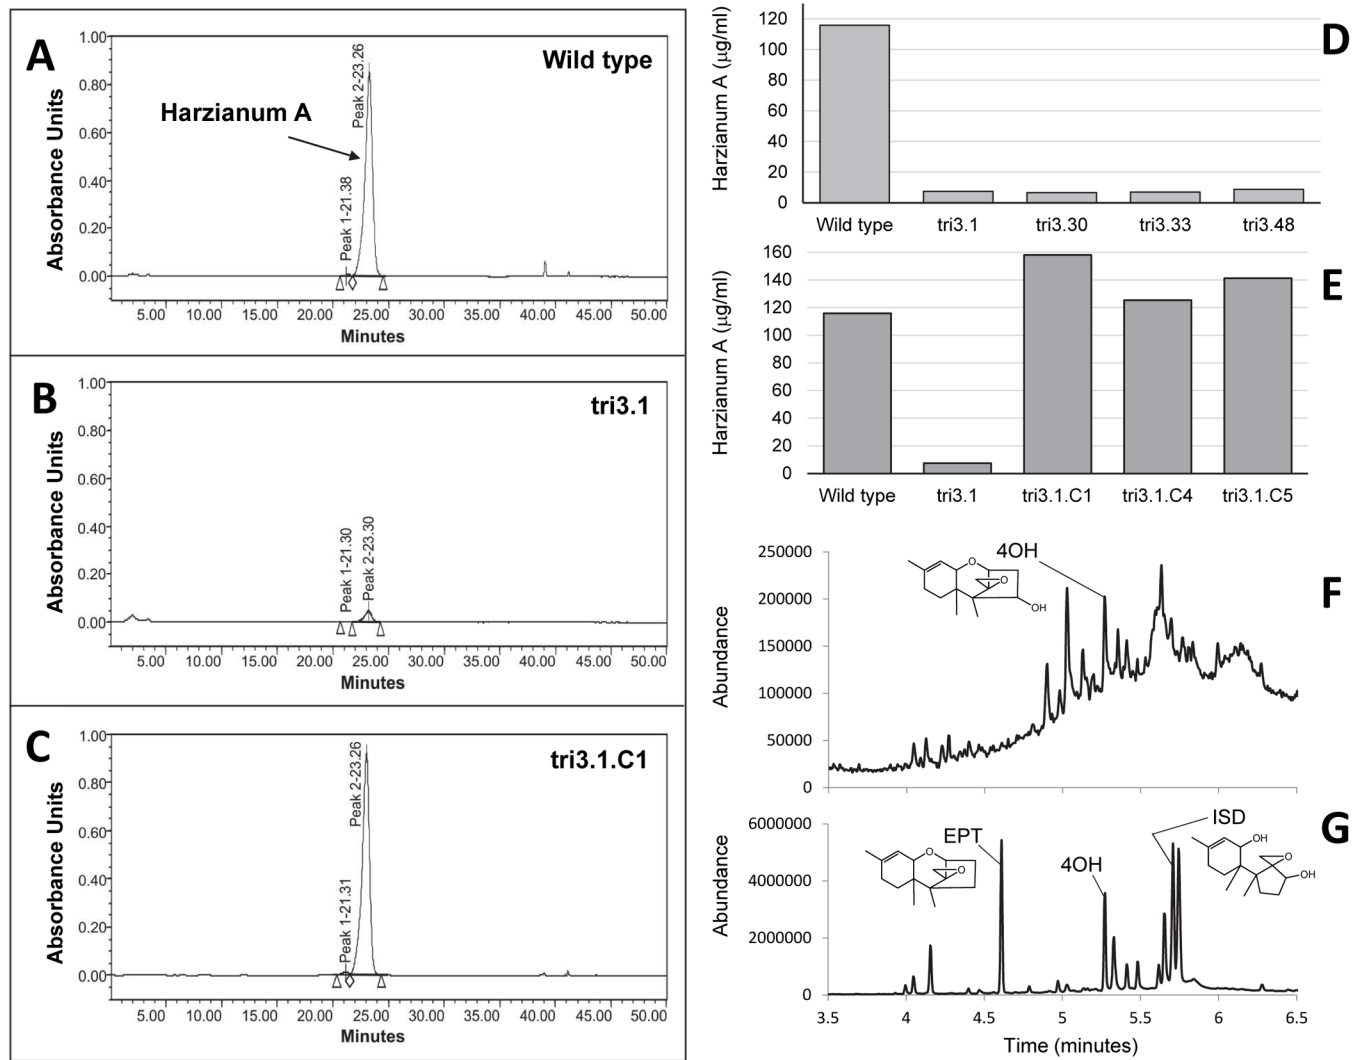 A
Wild type
Harzianum A
Peak 1-21.38
Peak 2-23.26
Absorbance Units
1.00
0.80
0.60
0.40
0.20
0.00
5.00 10.00 15.00 20.00 25.00 30.00 35.00 40.00 45.00 50.00
Minutes
B
tri3.1
Peak 1-21.30
Peak 2-23.30
Absorbance Units
1.00
0.80
0.60
0.40
0.20
0.00
5.00 10.00 15.00 20.00 25.00 30.00 35.00 40.00 45.00 50.00
Minutes
C
tri3.1.C1
Peak 1-21.31
Peak 2-23.26
Absorbance Units
1.00
0.80
0.60
0.40
0.20
0.00
5.00 10.00 15.00 20.00 25.00 30.00 35.00 40.00 45.00 50.00
Minutes
D
Harzianum A (μg/ml)
120
100
80
60
40
20
0
Wild type tri3.1 tri3.30 tri3.33 tri3.48
E
Harzianum A (μg/ml)
160
140
120
100
80
60
40
20
0
Wild type tri3.1 tri3.1.C1 tri3.1.C4 tri3.1.C5
F
Abundance
250000
200000
150000
100000
50000
0
4OH
O
O
OH
G
Abundance
6000000
4000000
2000000
0
EPT
O
O
4OH
ISD
OH
O
OH
3.5 4 4.5 5 5.5 6 6.5
Time (minutes)